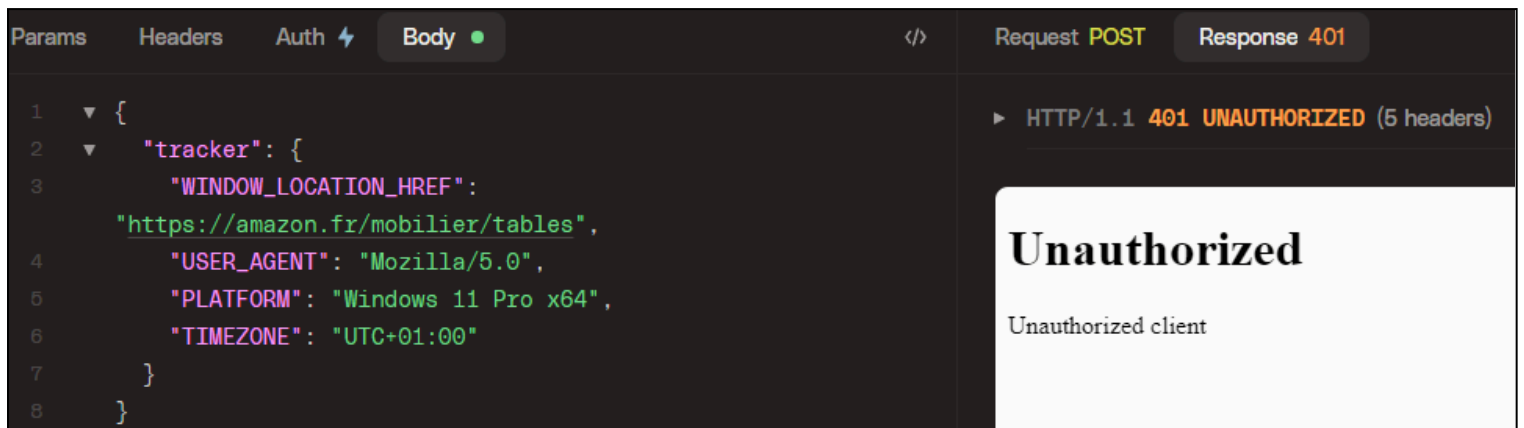 Params Headers Auth Body </> Request POST Response 401
1 {
2 "tracker": {
3 "WINDOW_LOCATION_HREF":
"https://amazon.fr/mobilier/tables",
4 "USER_AGENT": "Mozilla/5.0",
5 "PLATFORM": "Windows 11 Pro x64",
6 "TIMEZONE": "UTC+01:00"
7 }
8 }
HTTP/1.1 401 UNAUTHORIZED (5 headers)
Unauthorized
Unauthorized client